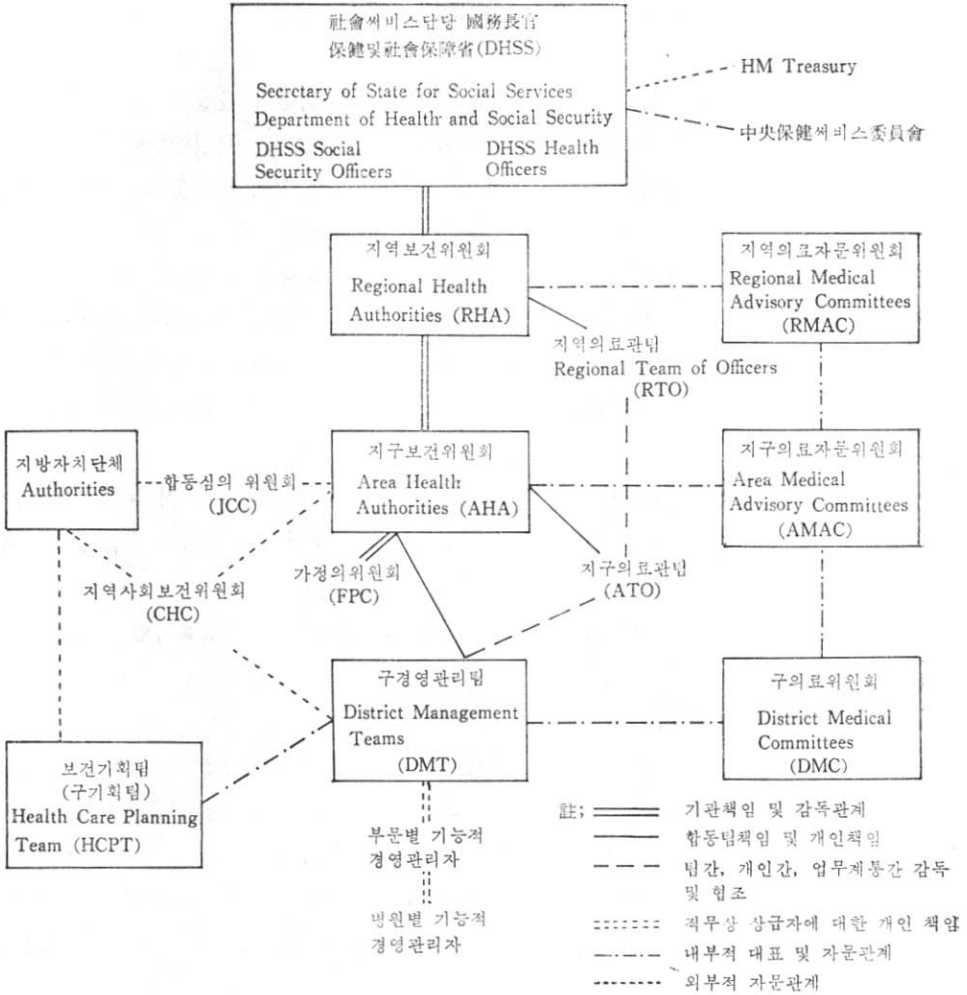 社會써비스담당 國務長官
保健및社會保障省(DHSS)
Secretary of State for Social Services
Department of Health and Social Security
DHSS Social
Security Officers
DHSS Health
Officers
HM Treasury
中央保健써비스委員會
지역보건위원회
Regional Health
Authorities (RHA)
지역의료자문위원회
Regional Medical
Advisory Committees
(RMAC)
지역의료관팀
Regional Team of Officers
(RTO)
지방자치단체
Authorities
합동심의 위원회
(JCC)
지구보건위원회
Area Health
Authorities (AHA)
지구의료자문위원회
Area Medical
Advisory Committees
(AMAC)
가정의위원회
(FPC)
지구의료관팀
(ATO)
지역사회보건위원회
(CHC)
구경영관리팀
District Management
Teams
(DMT)
구의료위원회
District Medical
Committees
(DMC)
보건기획팀
(구기획팀)
Health Care Planning
Team (HCPT)
부문별 기능적
경영관리자
병원별 기능적
경영관리자
註;
기관책임 및 감독관계
합동팀책임 및 개인책임
팀간, 개인간, 업무계통간 감독
및 협조
직무상 상급자에 대한 개인 책임
내부적 대표 및 자문관계
외부적 자문관계